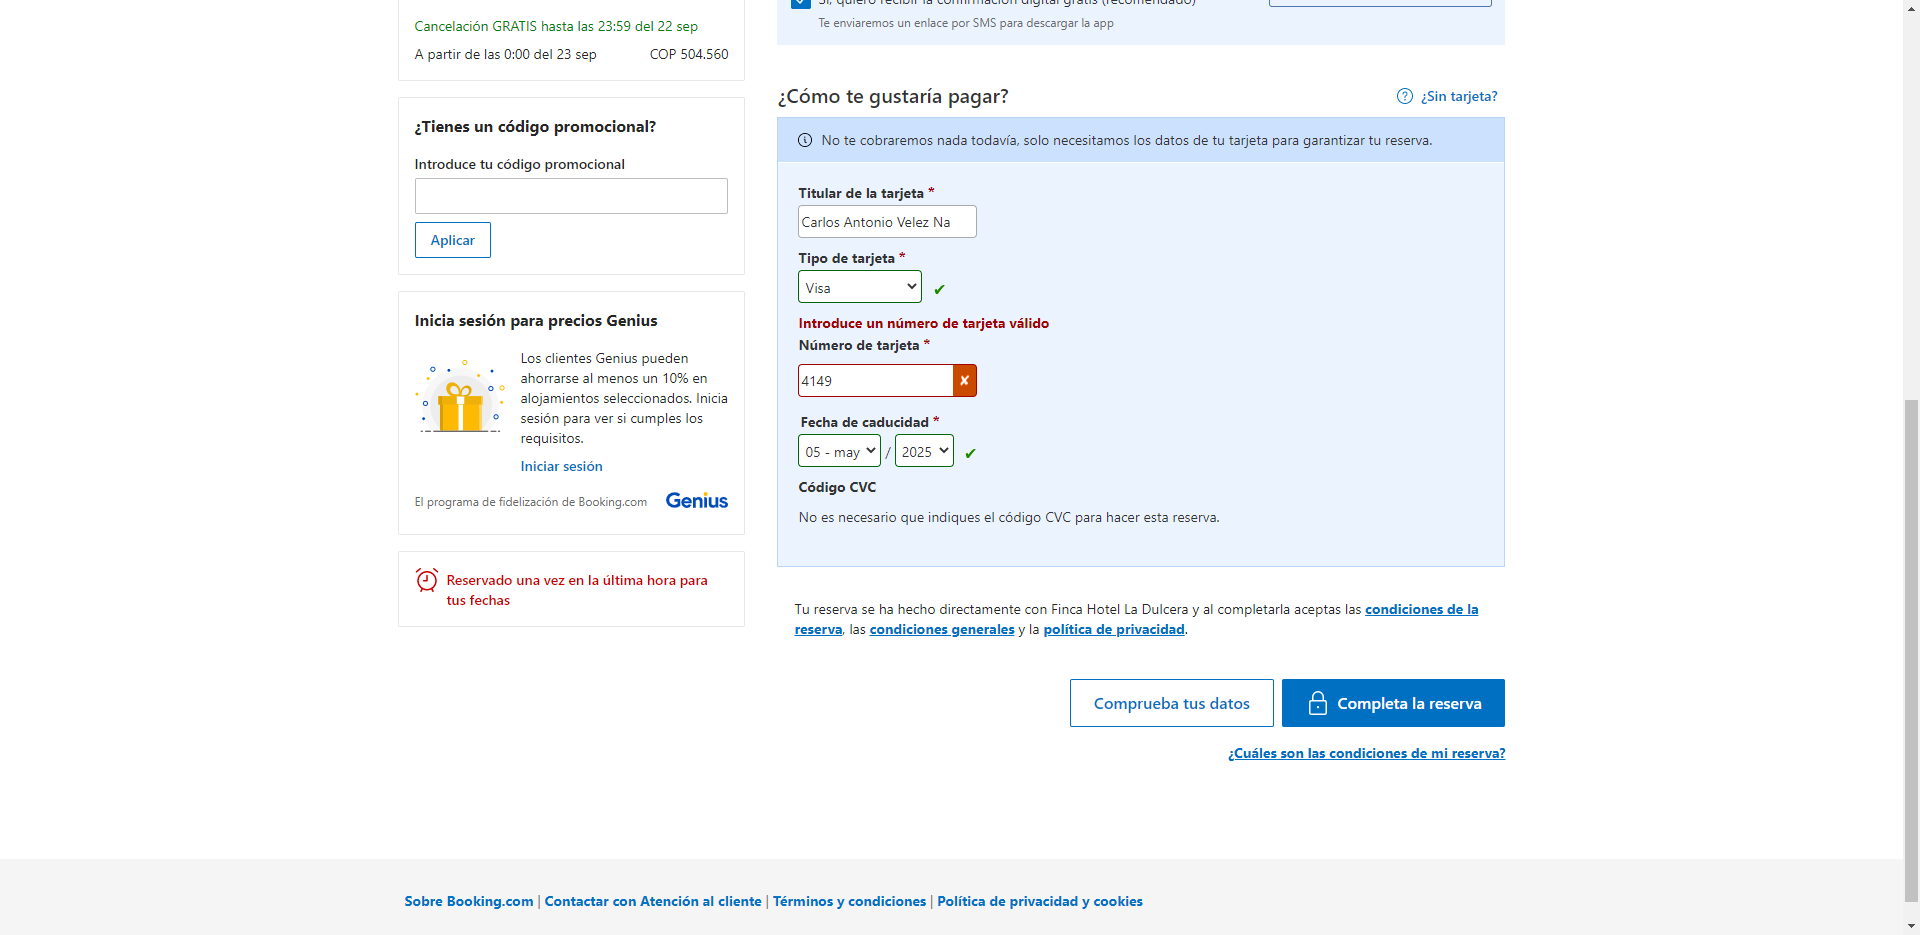 Cancelación GRATIS hasta las 23:59 del 22 sep
A partir de las 0:00 del 23 sep COP 504.560
¿Tienes un código promocional?
Introduce tu código promocional
Aplicar
Inicia sesión para precios Genius
Los clientes Genius pueden
ahorrarse al menos un 10% en
alojamientos seleccionados. Inicia
sesión para ver si cumples los
requisitos.
Iniciar sesión
El programa de fidelización de Booking.com Genius
Reservado una vez en la última hora para
tus fechas
Sí, quiero recibir la confirmación digital gratis (recomendado)
Te enviaremos un enlace por SMS para descargar la app
¿Cómo te gustaría pagar?
¿Sin tarjeta?
No te cobraremos nada todavía, solo necesitamos los datos de tu tarjeta para garantizar tu reserva.
Titular de la tarjeta *
Carlos Antonio Velez Na
Tipo de tarjeta *
Visa
Introduce un número de tarjeta válido
Número de tarjeta *
4149
Fecha de caducidad *
05 - may / 2025
Código CVC
No es necesario que indiques el código CVC para hacer esta reserva.
Tu reserva se ha hecho directamente con Finca Hotel La Dulcera y al completarla aceptas las condiciones de la
reserva, las condiciones generales y la política de privacidad.
Comprueba tus datos
Completa la reserva
¿Cuáles son las condiciones de mi reserva?
Sobre Booking.com | Contactar con Atención al cliente | Términos y condiciones | Política de privacidad y cookies